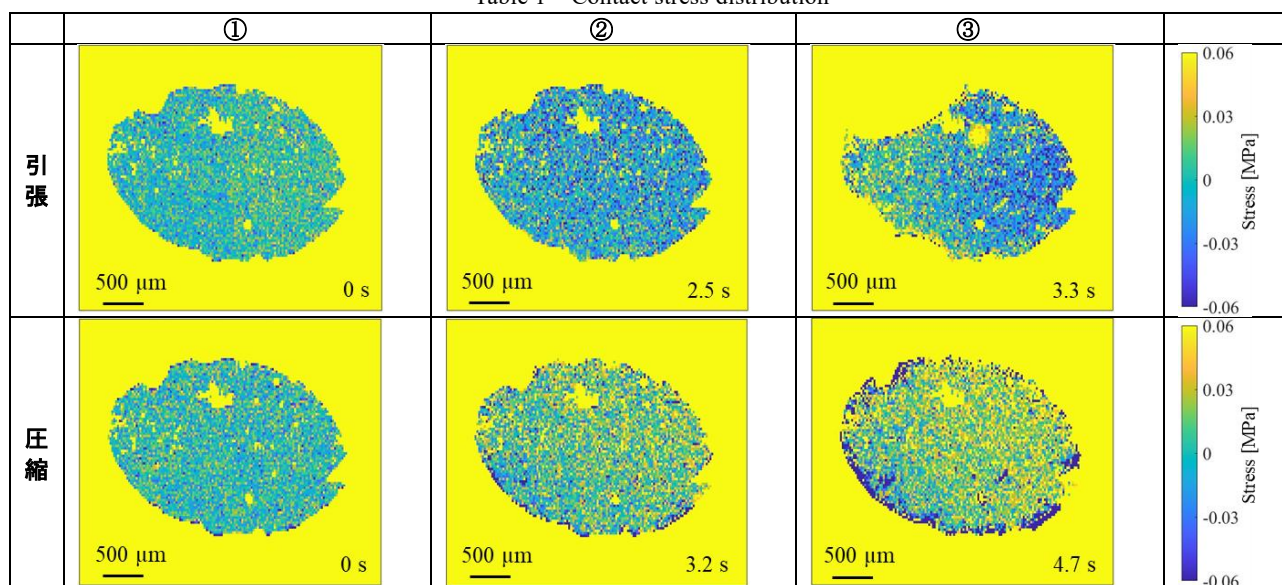 Table 1 Contact stress distribution
① ② ③
引張
500 µm 0 s
500 µm 2.5 s
500 µm 3.3 s
0.06
0.03
0
-0.03
-0.06
Stress [MPa]
圧縮
500 µm 0 s
500 µm 3.2 s
500 µm 4.7 s
0.06
0.03
0
-0.03
-0.06
Stress [MPa]